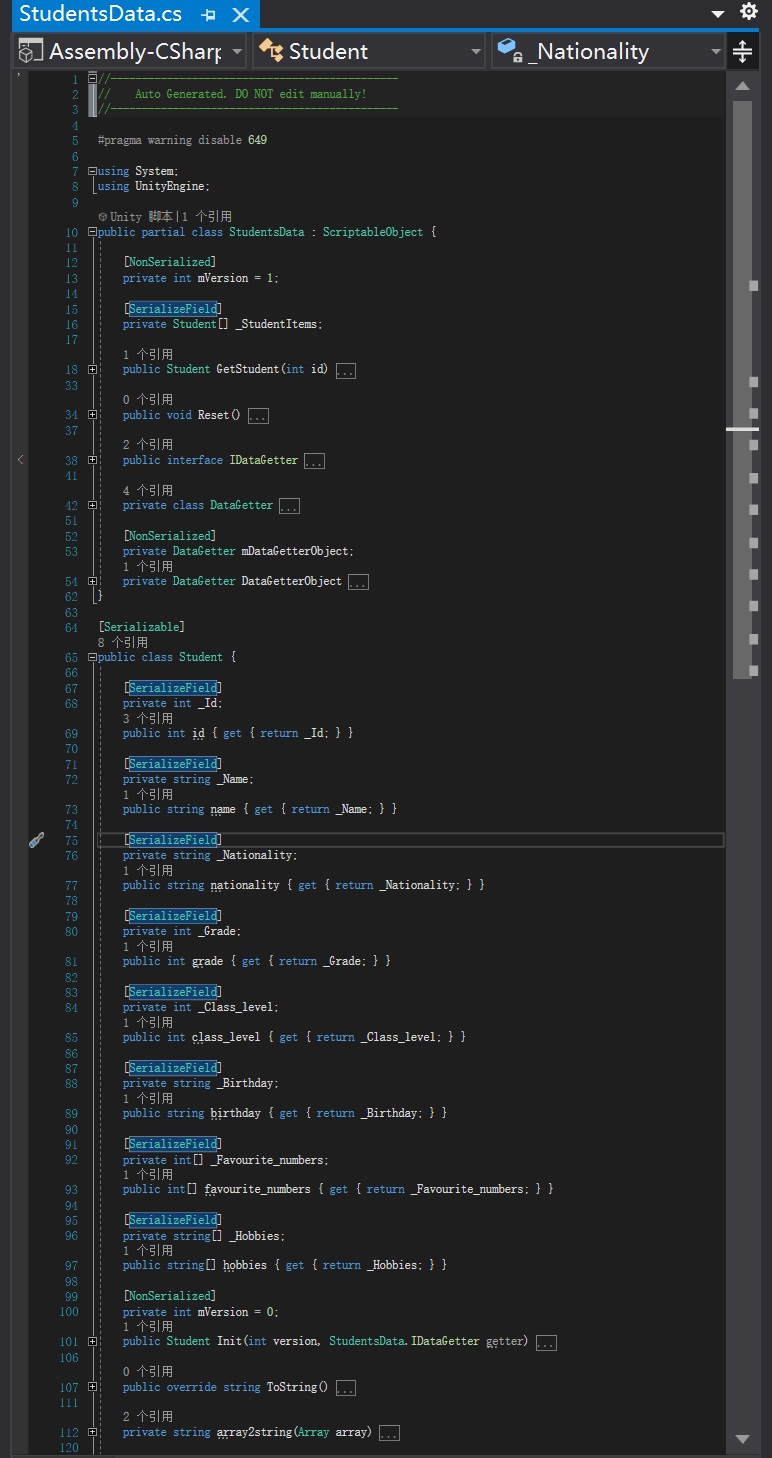 StudentsData.cs
Assembly-CSharp Student _Nationality
1 //----------------------------------------------
2 //    Auto Generated. DO NOT edit manually!
3 //----------------------------------------------
4
5 #pragma warning disable 649
6
7 using System;
8 using UnityEngine;
9
Unity 脚本|1 个引用
10 public partial class StudentsData : ScriptableObject {
11
12 [NonSerialized]
13 private int mVersion = 1;
14
15 [SerializeField]
16 private Student[] _StudentItems;
17
1 个引用
18 public Student GetStudent(int id) ...
33
0 个引用
34 public void Reset() ...
37
2 个引用
38 public interface IDataGetter ...
41
4 个引用
42 private class DataGetter ...
51
52 [NonSerialized]
53 private DataGetter mDataGetterObject;
1 个引用
54 private DataGetter DataGetterObject ...
62 }
63
64 [Serializable]
8 个引用
65 public class Student {
66
67 [SerializeField]
68 private int _Id;
3 个引用
69 public int id { get { return _Id; } }
70
71 [SerializeField]
72 private string _Name;
1 个引用
73 public string name { get { return _Name; } }
74
75 [SerializeField]
76 private string _Nationality;
1 个引用
77 public string nationality { get { return _Nationality; } }
78
79 [SerializeField]
80 private int _Grade;
1 个引用
81 public int grade { get { return _Grade; } }
82
83 [SerializeField]
84 private int _Class_level;
1 个引用
85 public int class_level { get { return _Class_level; } }
86
87 [SerializeField]
88 private string _Birthday;
1 个引用
89 public string birthday { get { return _Birthday; } }
90
91 [SerializeField]
92 private int[] _Favourite_numbers;
1 个引用
93 public int[] favourite_numbers { get { return _Favourite_numbers; } }
94
95 [SerializeField]
96 private string[] _Hobbies;
1 个引用
97 public string[] hobbies { get { return _Hobbies; } }
98
99 [NonSerialized]
100 private int mVersion = 0;
1 个引用
101 public Student Init(int version, StudentsData.IDataGetter getter) ...
106
0 个引用
107 public override string ToString() ...
111
2 个引用
112 private string array2string(Array array) ...
120